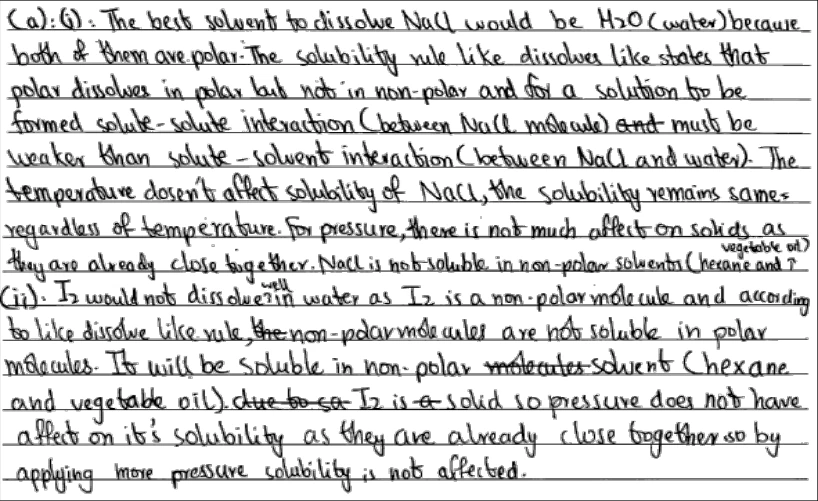 (a):(i): The best solvent to dissolve NaCl would be H2O (water) because
both of them are polar. The solubility rule like dissolves like states that
polar dissolves in polar but not in non-polar and for a solution to be
formed solute-solute interaction (between NaCl molecule) and must be
weaker than solute-solvent interaction (between NaCl and water). The
temperature dosen't affect solubility of NaCl, the solubility remains same
regardless of temperature. For pressure, there is not much affect on solids as
they are already close together. NaCl is not soluble in non-polar solvents (hexane and vegetable oil)
(ii). I2 would not dissolve well in water as I2 is a non-polar molecule and according
to like dissolve like rule, the non-polar molecules are not soluble in polar
molecules. It will be soluble in non-polar molecules solvent (hexane
and vegetable oil). due to sa I2 is a solid so pressure does not have
affect on it's solubility as they are already close together so by
applying more pressure solubility is not affected.